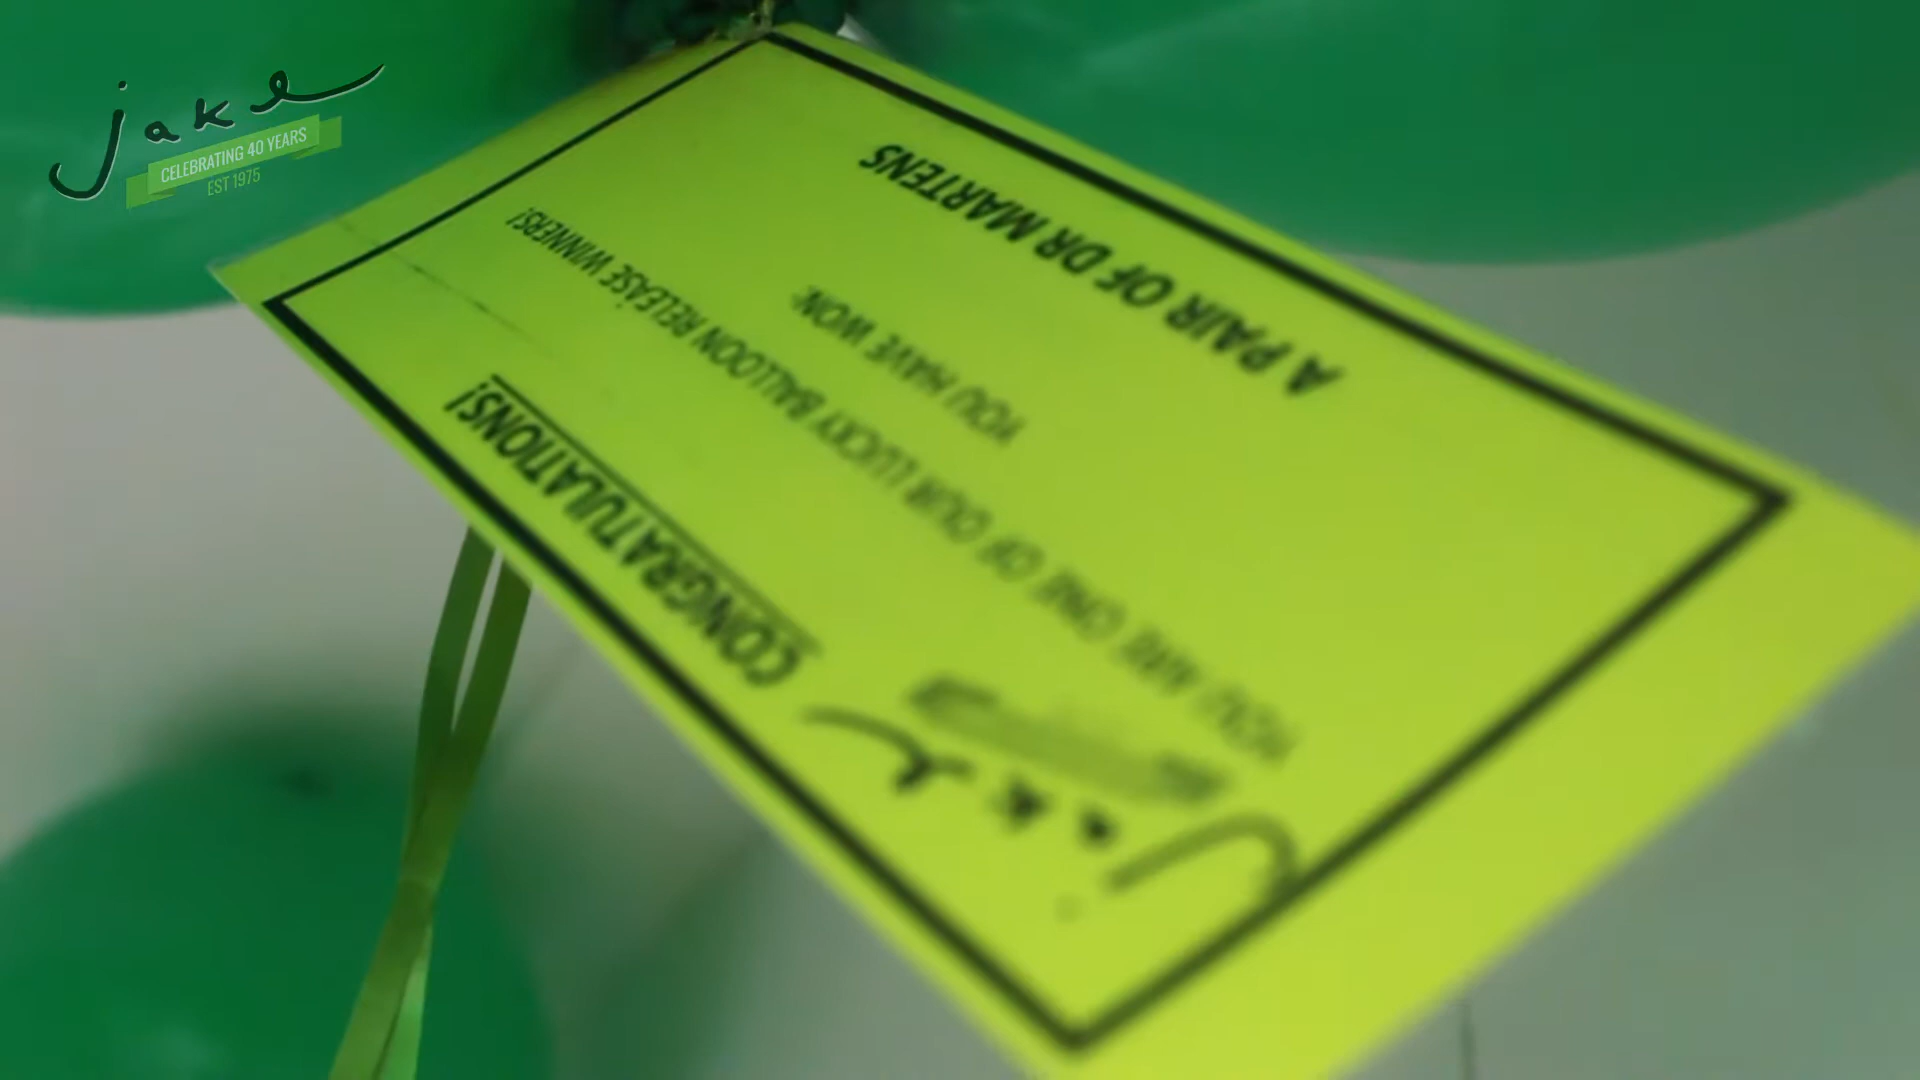 jake
CELEBRATING 40 YEARS
EST 1975
jake
CONGRATULATIONS!
YOU ARE ONE OF OUR LUCKY BALLOON RELEASE WINNERS!
YOU HAVE WON:
A PAIR OF DR MARTENS